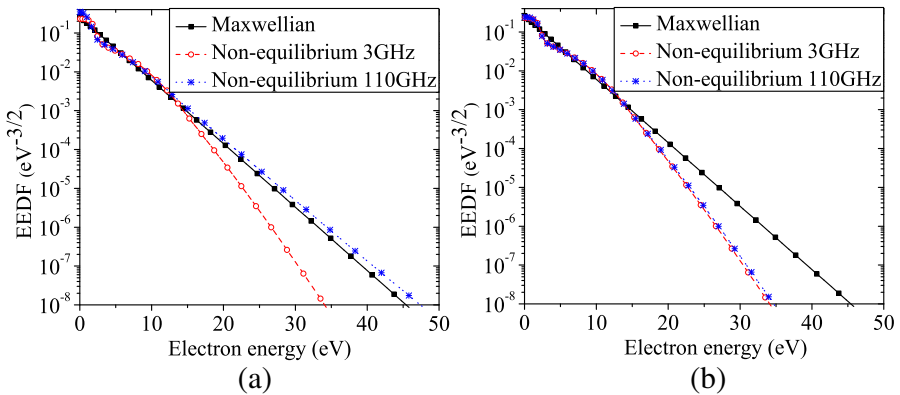 Maxwellian
Non-equilibrium 3GHz
Non-equilibrium 110GHz
EEDF (eV^-3/2)
10^-1
10^-2
10^-3
10^-4
10^-5
10^-6
10^-7
10^-8
0 10 20 30 40 50
Electron energy (eV)
(a)
Maxwellian
Non-equilibrium 3GHz
Non-equilibrium 110GHz
EEDF (eV^-3/2)
10^-1
10^-2
10^-3
10^-4
10^-5
10^-6
10^-7
10^-8
0 10 20 30 40 50
Electron energy (eV)
(b)